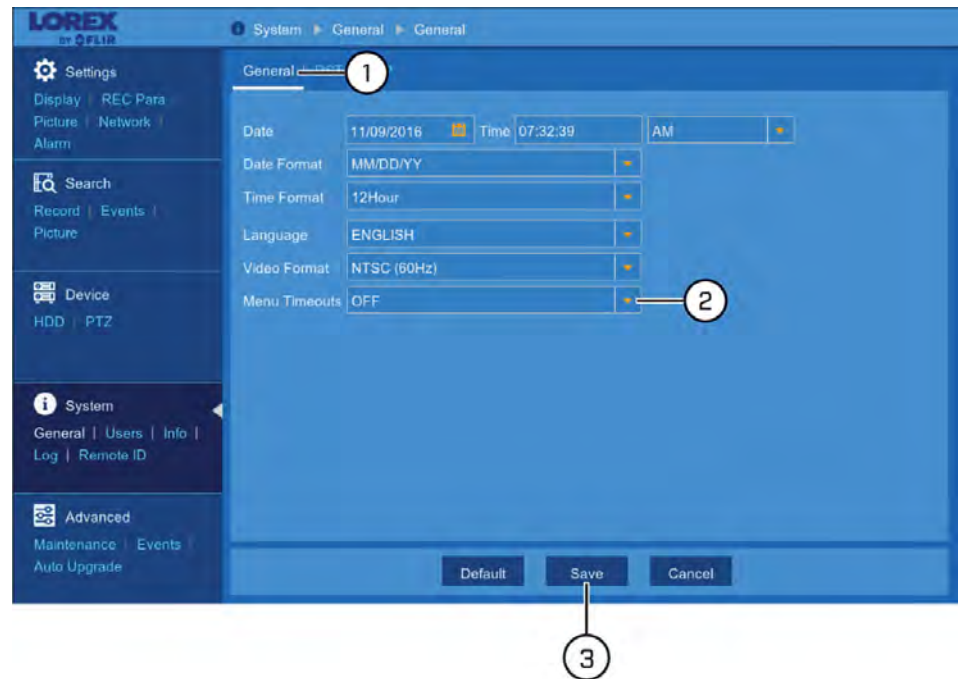 LOREX
BY FLIR
System ▶ General ▶ General
Settings
Display | REC Para
Picture | Network |
Alarm
Search
Record | Events |
Picture
Device
HDD | PTZ
System
General | Users | Info |
Log | Remote ID
Advanced
Maintenance | Events |
Auto Upgrade
General
1
Date 11/09/2016 Time 07:32:39 AM
Date Format MM/DD/YY
Time Format 12Hour
Language ENGLISH
Video Format NTSC (60Hz)
Menu Timeouts OFF
2
Default Save Cancel
3